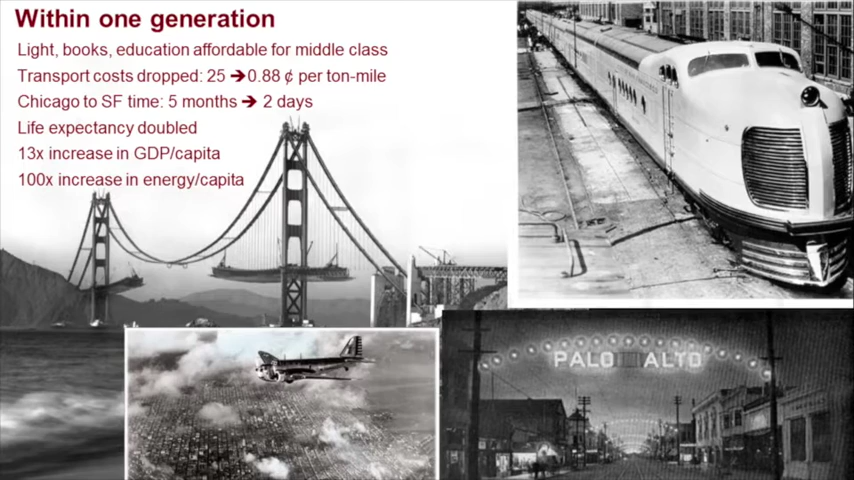 Within one generation
Light, books, education affordable for middle class
Transport costs dropped: 25 ➔0.88 ¢ per ton-mile
Chicago to SF time: 5 months ➔ 2 days
Life expectancy doubled
13x increase in GDP/capita
100x increase in energy/capita
PALO ALTO